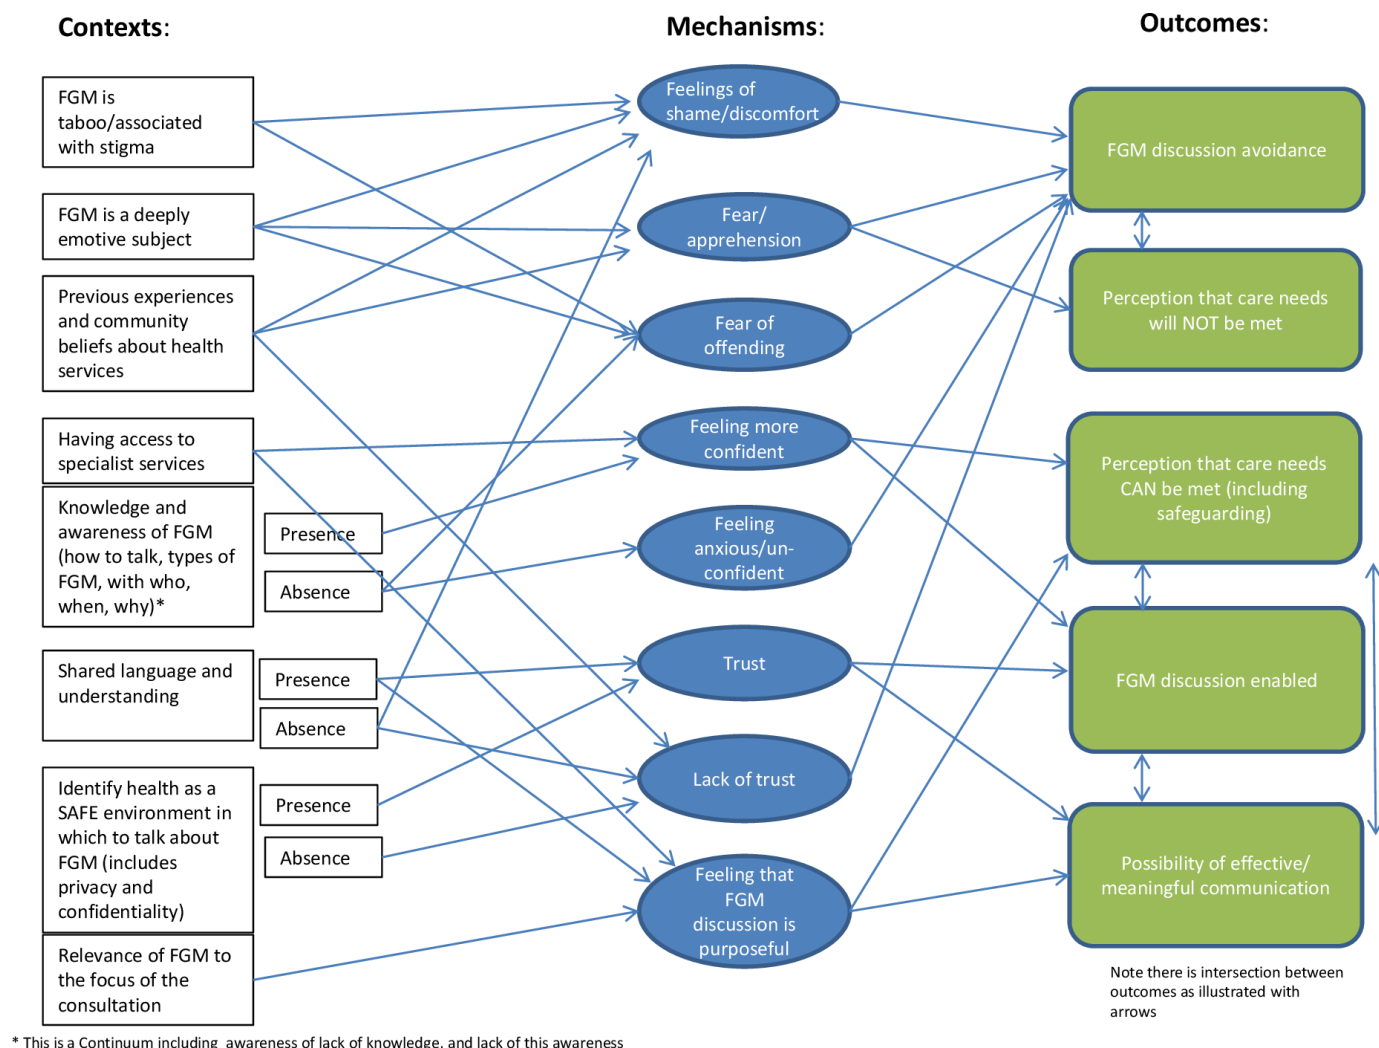 Contexts:
FGM is
taboo/associated
with stigma
FGM is a deeply
emotive subject
Previous experiences
and community
beliefs about health
services
Having access to
specialist services
Knowledge and
awareness of FGM
(how to talk, types of
FGM, with who,
when, why)*
Presence
Absence
Shared language and
understanding
Presence
Absence
Identify health as a
SAFE environment in
which to talk about
FGM (includes
privacy and
confidentiality)
Presence
Absence
Relevance of FGM to
the focus of the
consultation
Mechanisms:
Feelings of
shame/discomfort
Fear/
apprehension
Fear of
offending
Feeling more
confident
Feeling
anxious/un-
confident
Trust
Lack of trust
Feeling that
FGM
discussion is
purposeful
Outcomes:
FGM discussion avoidance
Perception that care needs
will NOT be met
Perception that care needs
CAN be met (including
safeguarding)
FGM discussion enabled
Possibility of effective/
meaningful communication
Note there is intersection between
outcomes as illustrated with
arrows
* This is a Continuum including  awareness of lack of knowledge, and lack of this awareness